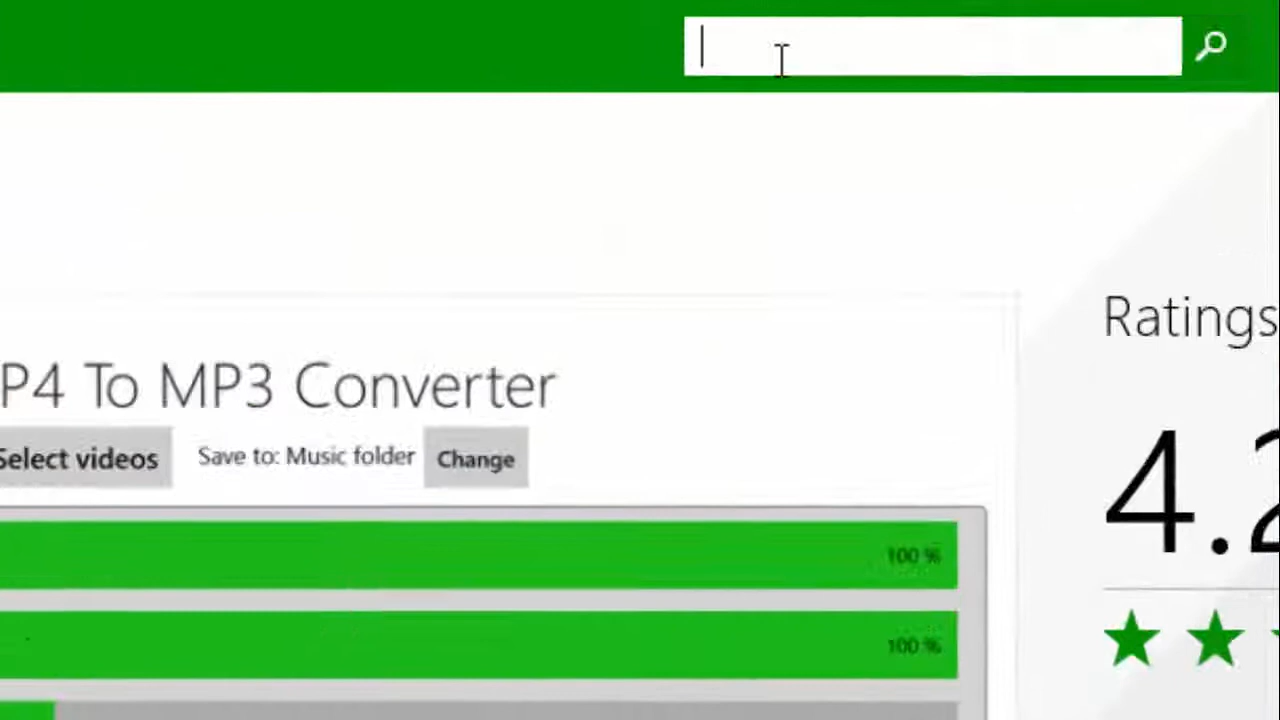 Ratings
P4 To MP3 Converter
Select videos Save to: Music folder Change
4.2
100 %
100 %